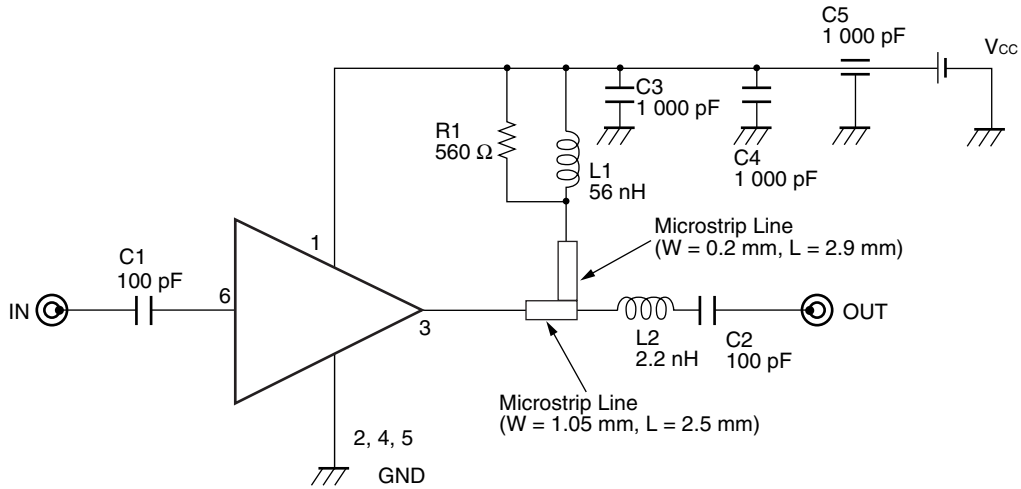 C5
1 000 pF
VCC
C3
1 000 pF
R1
560 Ω
L1
56 nH
C4
1 000 pF
Microstrip Line
(W = 0.2 mm, L = 2.9 mm)
1
C1
100 pF
IN
6
3
OUT
L2
2.2 nH
C2
100 pF
Microstrip Line
(W = 1.05 mm, L = 2.5 mm)
2, 4, 5
GND